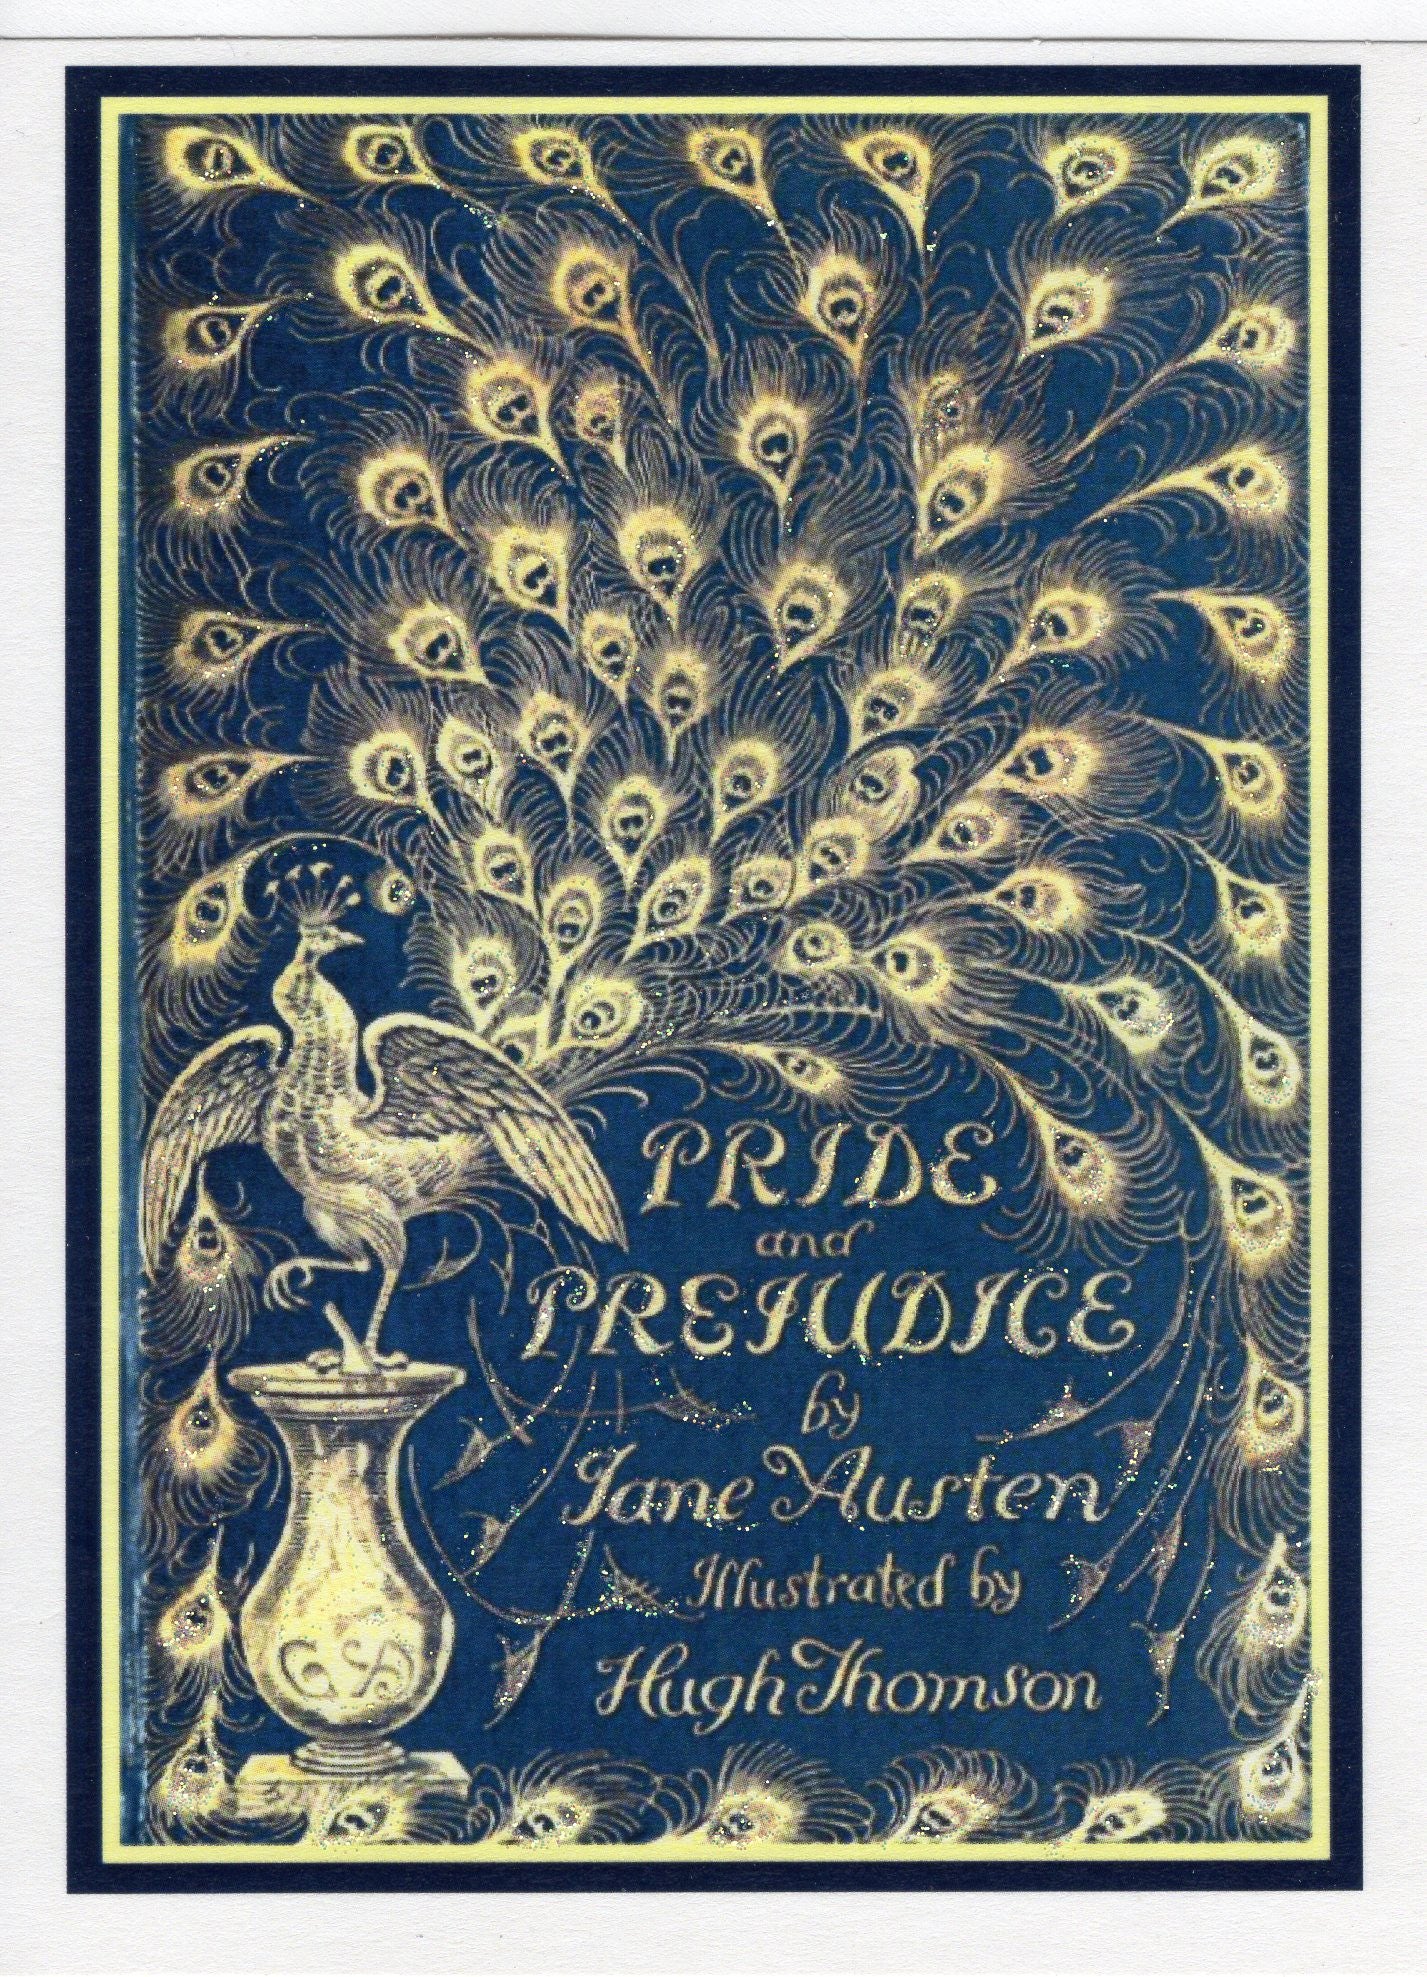 PRIDE
and
PREJUDICE
by
Jane Austen
Illustrated by
Hugh Thomson